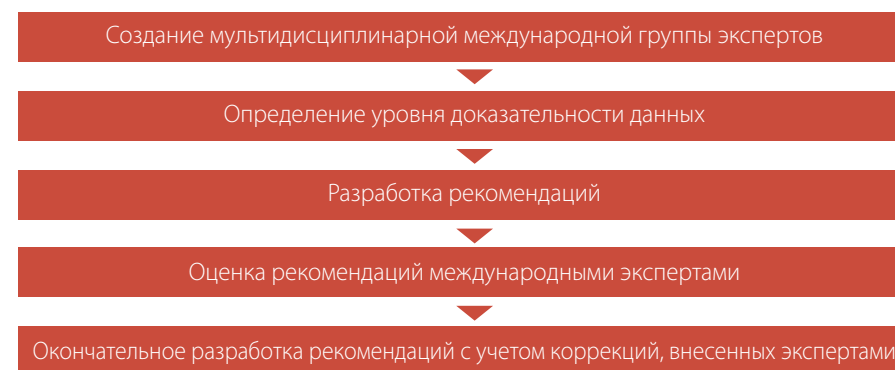 Создание мультидисциплинарной международной группы экспертов
Определение уровня доказательности данных
Разработка рекомендаций
Оценка рекомендаций международными экспертами
Окончательное разработка рекомендаций с учетом коррекций, внесенных экспертами